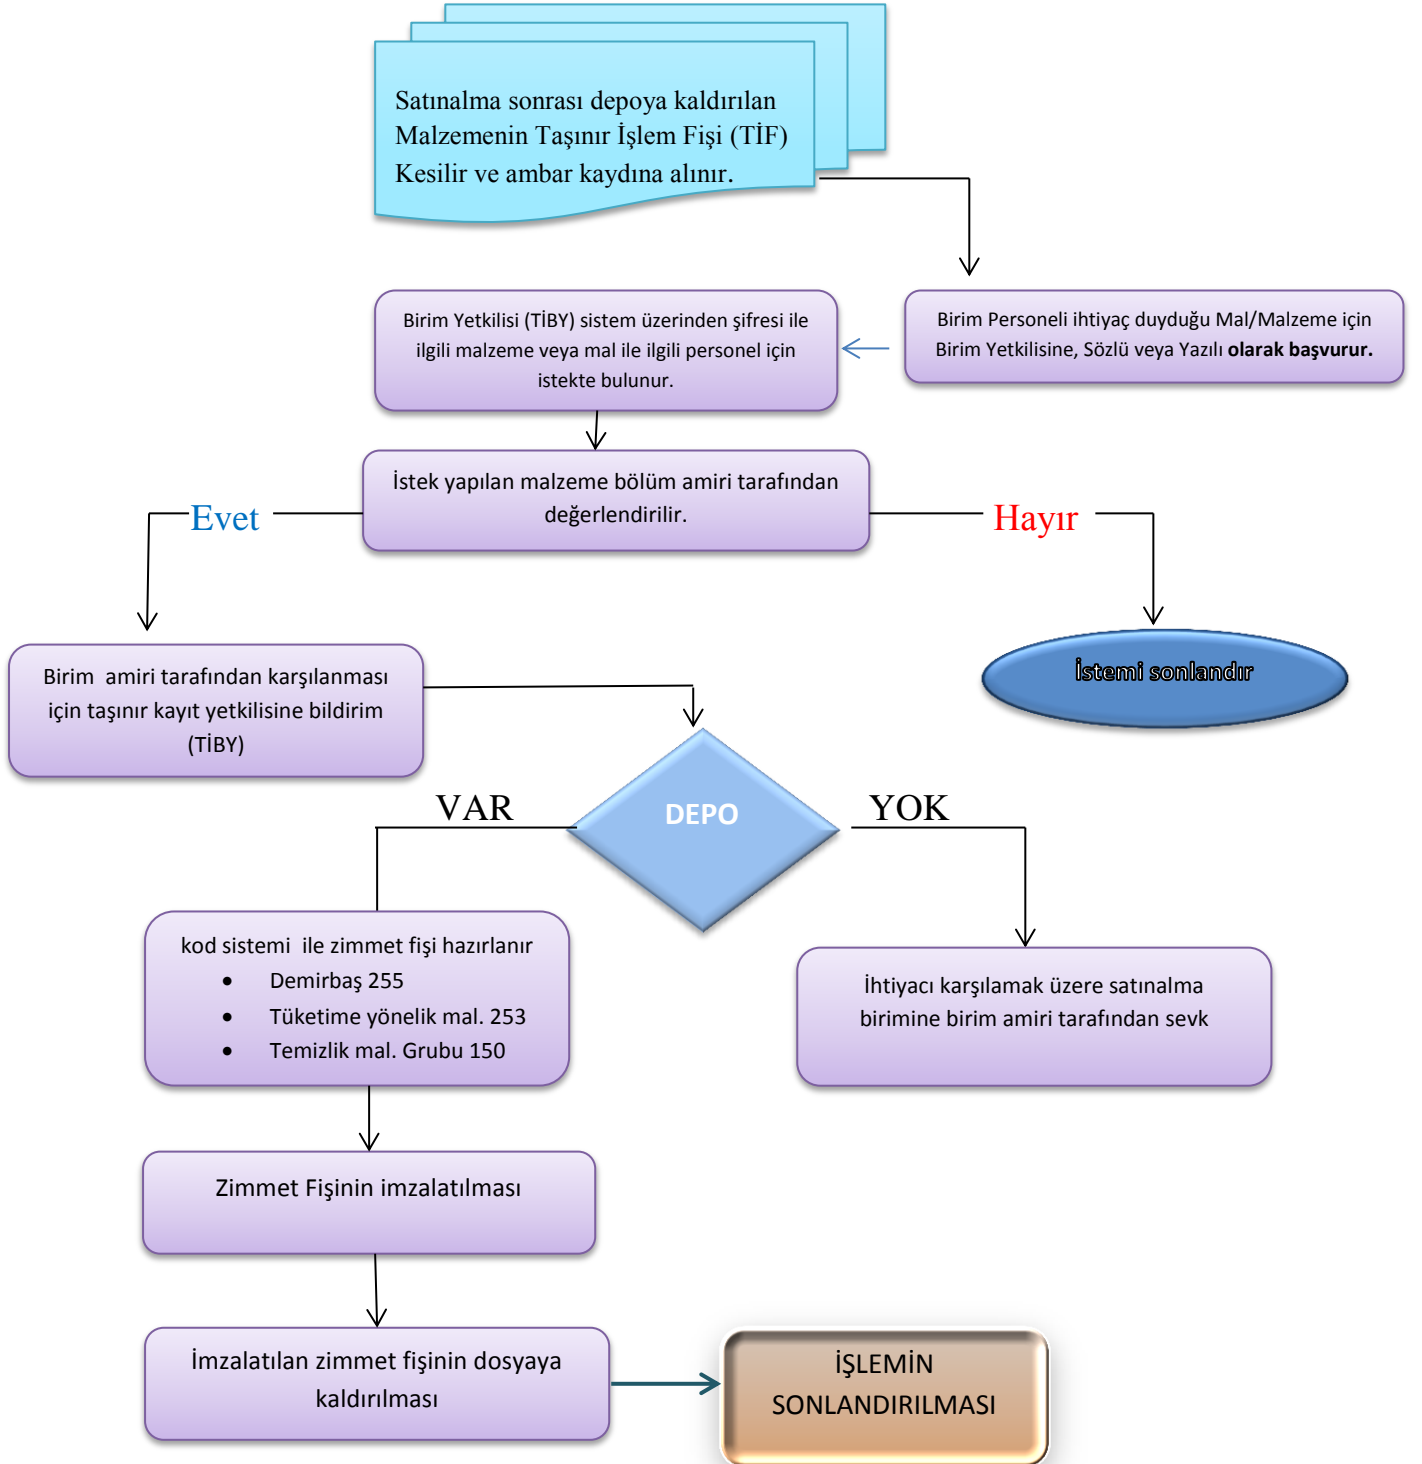 Satınalma sonrası depoya kaldırılan
Malzemenin Taşınır İşlem Fişi (TİF)
Kesilir ve ambar kaydına alınır.
Birim Personeli ihtiyaç duyduğu Mal/Malzeme için
Birim Yetkilisine, Sözlü veya Yazılı olarak başvurur.
Birim Yetkilisi (TİBY) sistem üzerinden şifresi ile
ilgili malzeme veya mal ile ilgili personel için
istekte bulunur.
İstek yapılan malzeme bölüm amiri tarafından
değerlendirilir.
Evet
Hayır
İstemi sonlandır
Birim  amiri tarafından karşılanması
için taşınır kayıt yetkilisine bildirim
(TİBY)
DEPO
VAR
YOK
kod sistemi  ile zimmet fişi hazırlanır
• Demirbaş 255
• Tüketime yönelik mal. 253
• Temizlik mal. Grubu 150
İhtiyacı karşılamak üzere satınalma
birimine birim amiri tarafından sevk
Zimmet Fişinin imzalatılması
İmzalatılan zimmet fişinin dosyaya
kaldırılması
İŞLEMİN
SONLANDIRILMASI